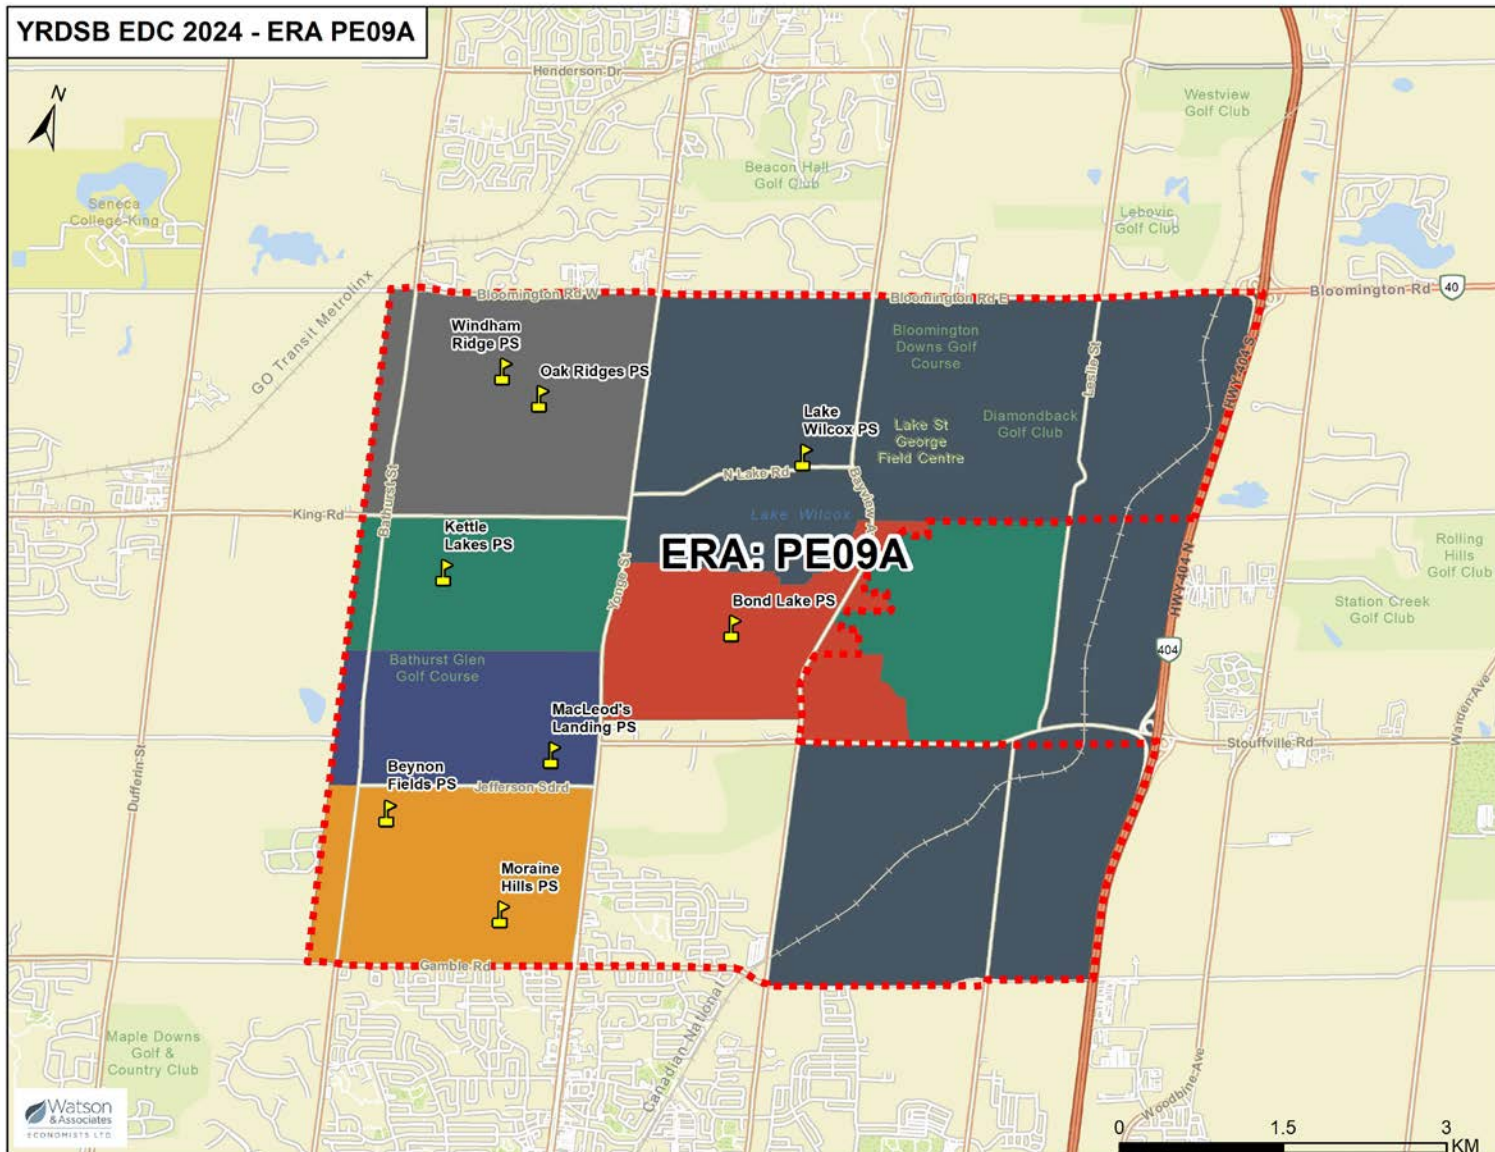 YRDSB EDC 2024 - ERA PE09A
N
Henderson Dr
Westview
Golf Club
Beacon Hall
Golf Club
Seneca
College-King
Lebovic
Golf Club
GO Transit Metrolinx
Bloomington Rd W
Bloomington Rd E
Bloomington Rd
40
Windham
Ridge PS
Oak Ridges PS
Bloomington
Downs Golf
Course
HWY-404 S
Leslie St
Lake
Wilcox PS
Lake St
George
Field Centre
Diamondback
Golf Club
N Lake Rd
Bathurst St
Bayview A
King Rd
Lake Wilcox
Kettle
Lakes PS
ERA: PE09A
Rolling
Hills
Golf Club
Yonge St
HWY-404 N
Bond Lake PS
Station Creek
Golf Club
404
Bathurst Glen
Golf Course
MacLeod's
Landing PS
Warden Ave
Stouffville Rd
Dufferin St
Beynon
Fields PS
Jefferson Sdrd
Moraine
Hills PS
Gamble Rd
Maple Downs
Golf &
Country Club
Canadian National
Woodbine Ave
Watson
& Associates
ECONOMISTS LTD.
0 1.5 3
KM